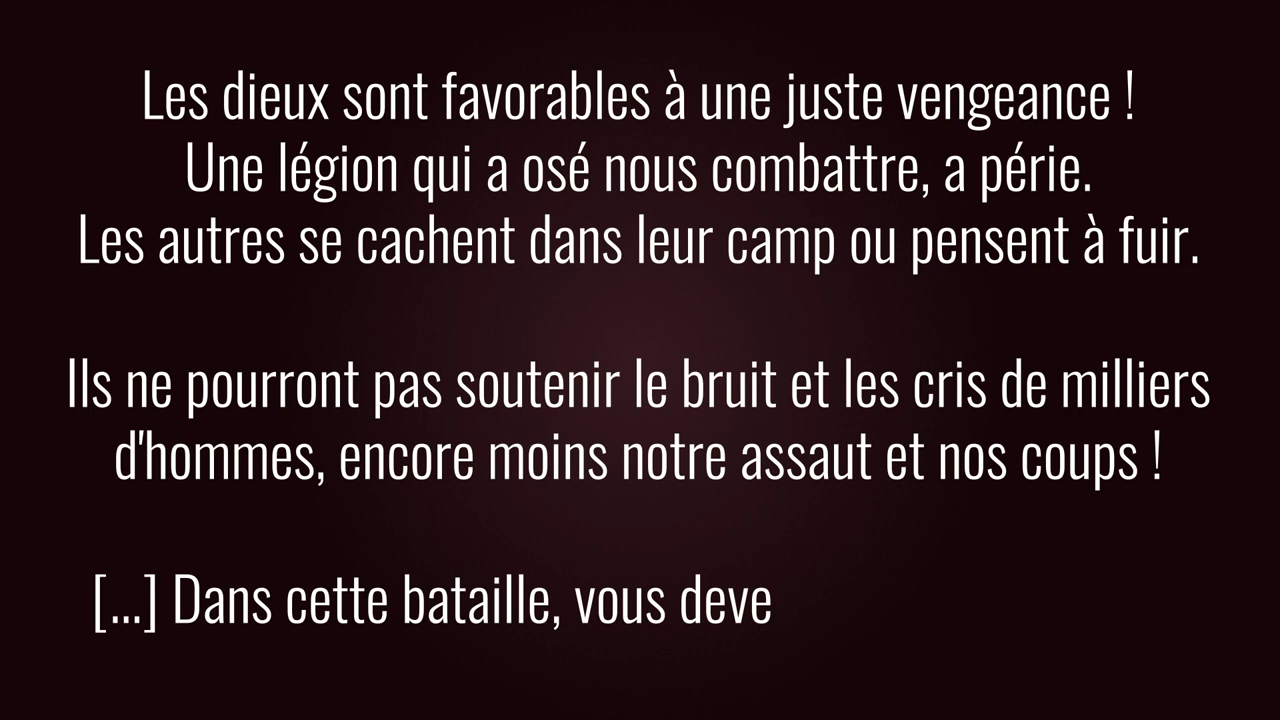 Les dieux sont favorables à une juste vengeance !
Une légion qui a osé nous combattre, a périe.
Les autres se cachent dans leur camp ou pensent à fuir.
Ils ne pourront pas soutenir le bruit et les cris de milliers
d'hommes, encore moins notre assaut et nos coups !
[...] Dans cette bataille, vous deve